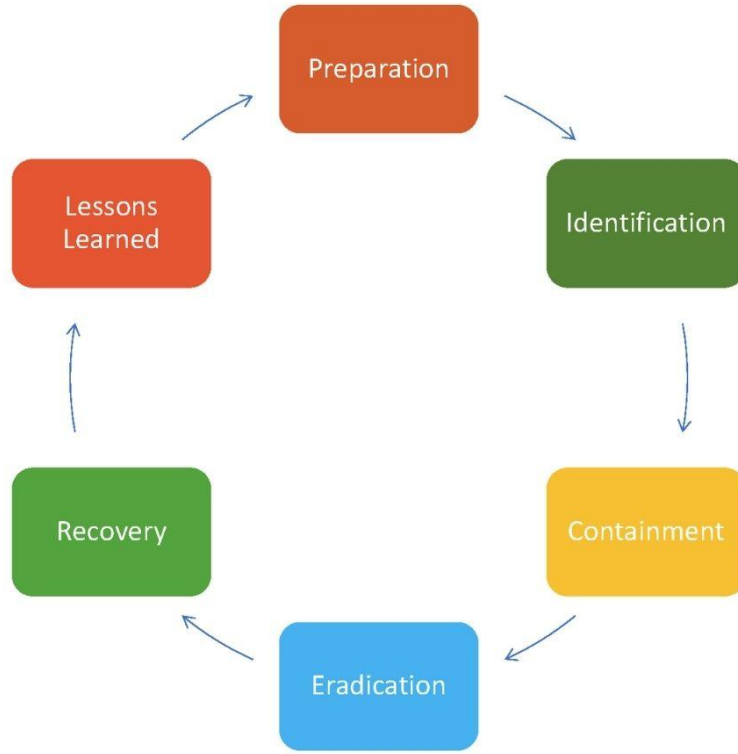 Preparation
Identification
Containment
Eradication
Recovery
Lessons
Learned